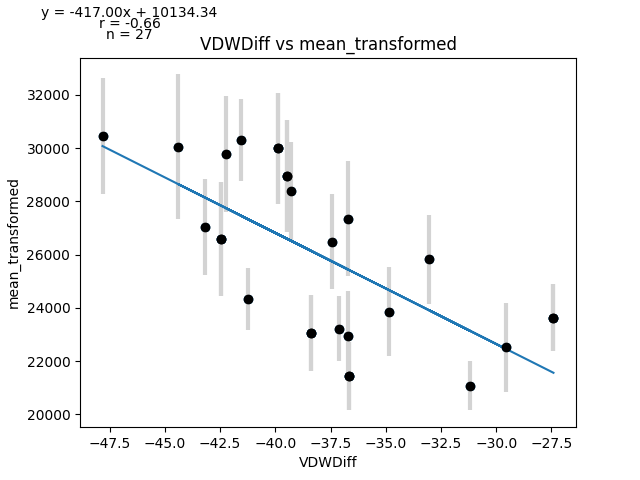 y = -417.00x + 10134.34
r = -0.66
n = 27
VDWDiff vs mean_transformed
mean_transformed
32000
30000
28000
26000
24000
22000
20000
−47.5 −45.0 −42.5 −40.0 −37.5 −35.0 −32.5 −30.0 −27.5
VDWDiff